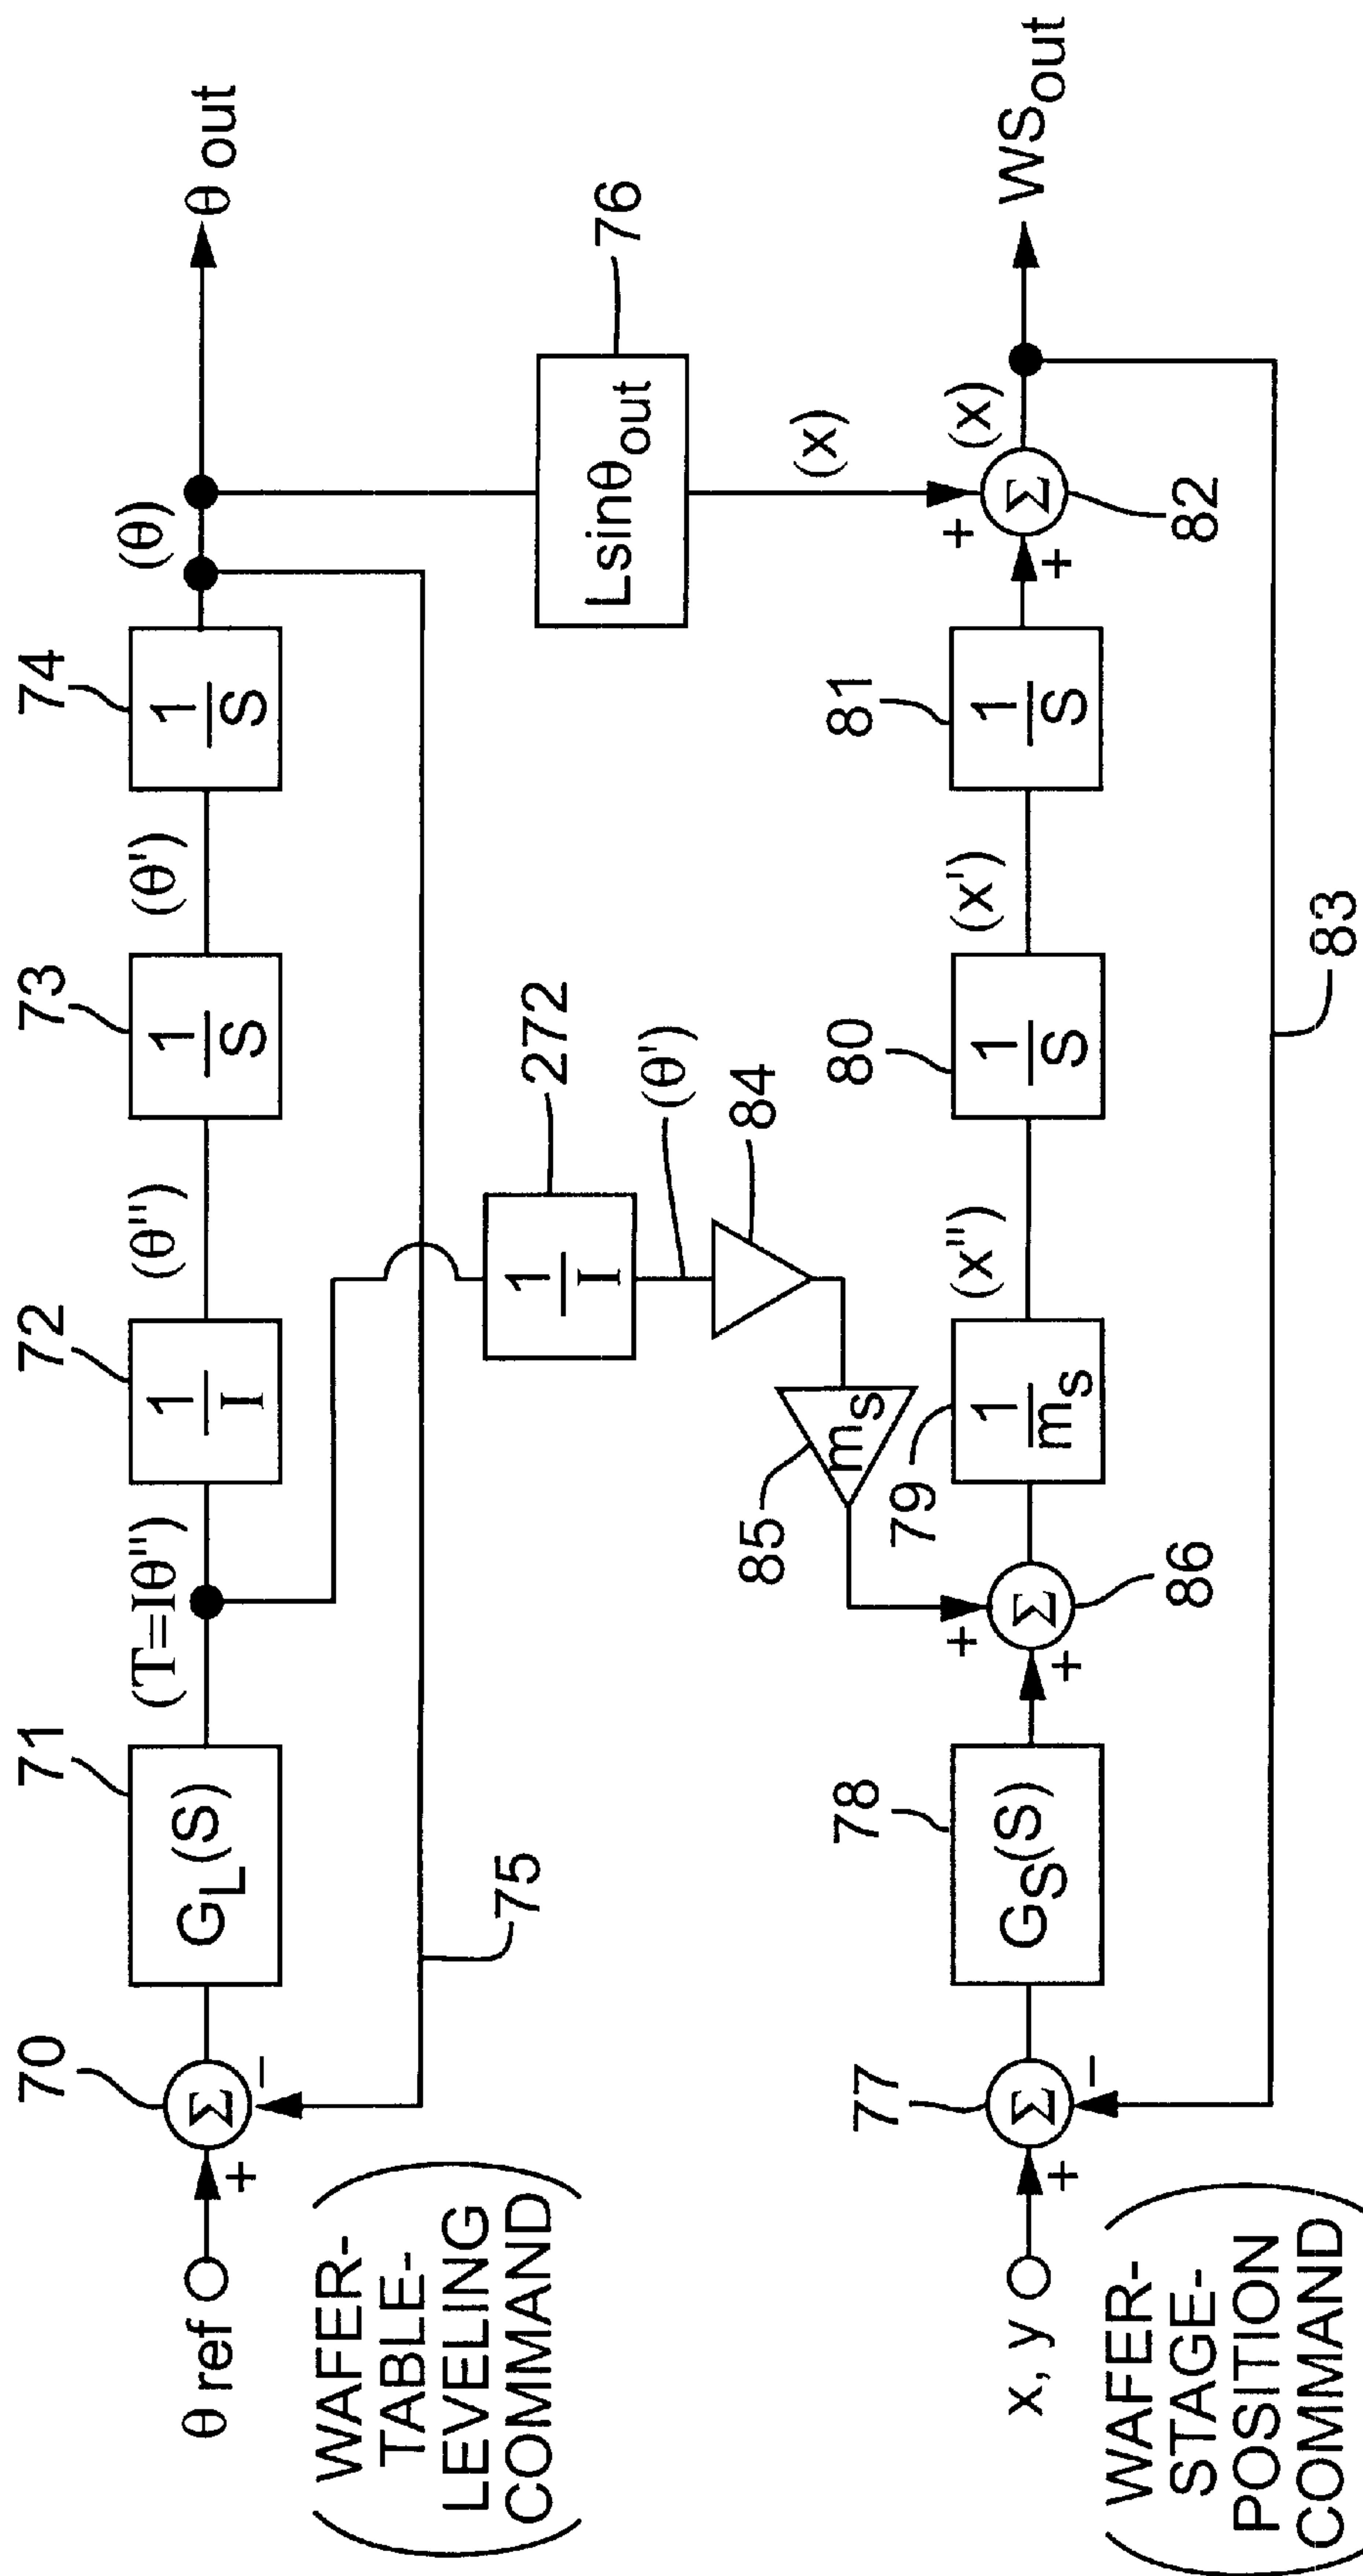 70
71
72
73
74
θ ref
+
−
Σ
G_L(S)
(T=Iθ'')
1/I
(θ'')
1/S
(θ')
1/S
(θ)
θ out
(WAFER-
TABLE-
LEVELING
COMMAND)
75
1/I
272
(θ')
84
85
m_s
Lsinθ_out
76
(x)
x, y
+
−
Σ
77
G_S(S)
78
+
+
Σ
86
1/m_s
79
(x'')
1/S
80
(x')
1/S
81
+
+
Σ
82
(x)
WS_out
(WAFER-
STAGE-
POSITION
COMMAND)
83